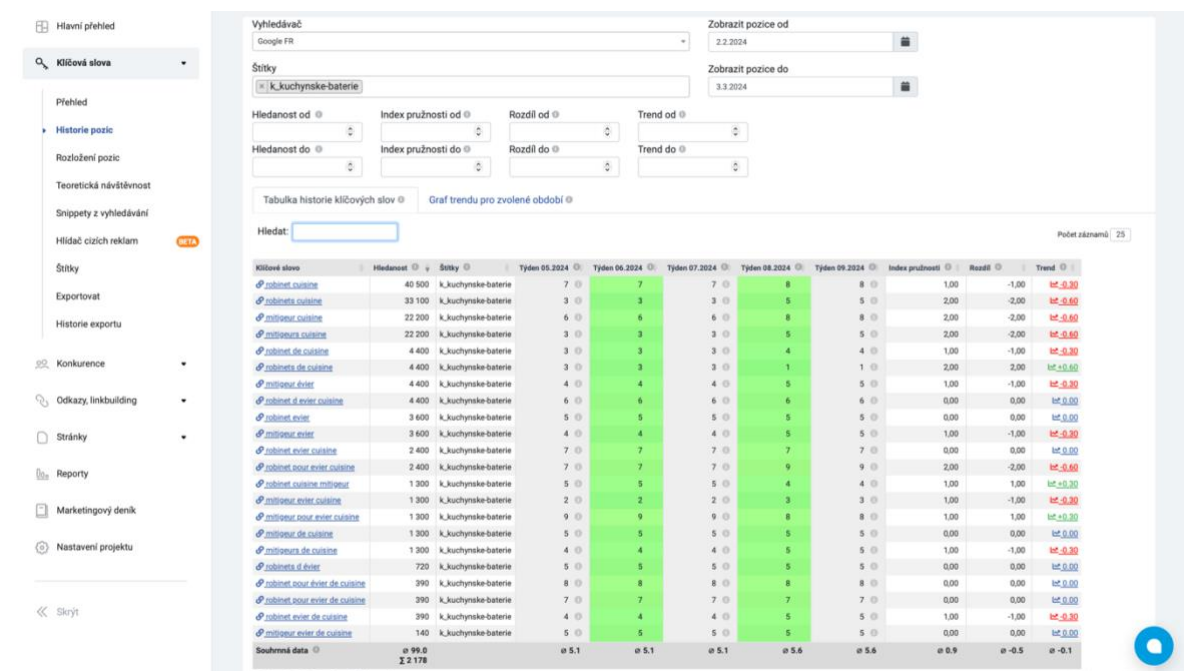 Hlavní přehled
Klíčová slova
Přehled
Historie pozic
Rozložení pozic
Teoretická návštěvnost
Snippety z vyhledávání
Hlídač cizích reklam BETA
Štítky
Exportovat
Historie exportu
Konkurence
Odkazy, linkbuilding
Stránky
Reporty
Marketingový deník
Nastavení projektu
Skrýt
Vyhledávač Zobrazit pozice od
Google FR 2.2.2024
Štítky Zobrazit pozice do
× k_kuchynske-baterie 3.3.2024
Hledanost od Index pružnosti od Rozdíl od Trend od
Hledanost do Index pružnosti do Rozdíl do Trend do
Tabulka historie klíčových slov Graf trendu pro zvolené období
Hledat: Počet záznamů 25
Klíčové slovo Hledanost Štítky Týden 05.2024 Týden 06.2024 Týden 07.2024 Týden 08.2024 Týden 09.2024 Index pružnosti Rozdíl Trend
robinet cuisine 40 500 k_kuchynske-baterie 7 7 7 8 8 1,00 -1,00 -0.30
robinets cuisine 33 100 k_kuchynske-baterie 3 3 3 5 5 2,00 -2,00 -0.60
mitigeur cuisine 22 200 k_kuchynske-baterie 6 6 6 8 8 2,00 -2,00 -0.60
mitigeurs cuisine 22 200 k_kuchynske-baterie 3 3 3 5 5 2,00 -2,00 -0.60
robinet de cuisine 4 400 k_kuchynske-baterie 3 3 3 4 4 1,00 -1,00 -0.30
robinets de cuisine 4 400 k_kuchynske-baterie 3 3 3 1 1 2,00 2,00 +0.60
mitigeur évier 4 400 k_kuchynske-baterie 4 4 4 5 5 1,00 -1,00 -0.30
robinet d evier cuisine 4 400 k_kuchynske-baterie 6 6 6 6 6 0,00 0,00 0.00
robinet evier 3 600 k_kuchynske-baterie 5 5 5 5 5 0,00 0,00 0.00
mitigeur evier 3 600 k_kuchynske-baterie 4 4 4 5 5 1,00 -1,00 -0.30
robinet evier cuisine 2 400 k_kuchynske-baterie 7 7 7 7 7 0,00 0,00 0.00
robinet pour evier cuisine 2 400 k_kuchynske-baterie 7 7 7 9 9 2,00 -2,00 -0.60
robinet cuisine mitigeur 1 300 k_kuchynske-baterie 5 5 5 4 4 1,00 1,00 +0.30
mitigeur evier cuisine 1 300 k_kuchynske-baterie 2 2 2 3 3 1,00 -1,00 -0.30
mitigeur pour evier cuisine 1 300 k_kuchynske-baterie 9 9 9 8 8 1,00 1,00 +0.30
mitigeur de cuisine 1 300 k_kuchynske-baterie 5 5 5 5 5 0,00 0,00 0.00
mitigeurs de cuisine 1 300 k_kuchynske-baterie 4 4 4 5 5 1,00 -1,00 -0.30
robinets d évier 720 k_kuchynske-baterie 5 5 5 5 5 0,00 0,00 0.00
robinet pour évier de cuisine 390 k_kuchynske-baterie 8 8 8 8 8 0,00 0,00 0.00
robinet pour evier de cuisine 390 k_kuchynske-baterie 7 7 7 7 7 0,00 0,00 0.00
robinet evier de cuisine 390 k_kuchynske-baterie 4 4 4 5 5 1,00 -1,00 -0.30
mitigeur evier de cuisine 140 k_kuchynske-baterie 5 5 5 5 5 0,00 0,00 0.00
Souhrnná data ø 99.0 ø 5.1 ø 5.1 ø 5.1 ø 5.6 ø 5.6 ø 0.9 ø -0.5 ø -0.1
Σ 2 178